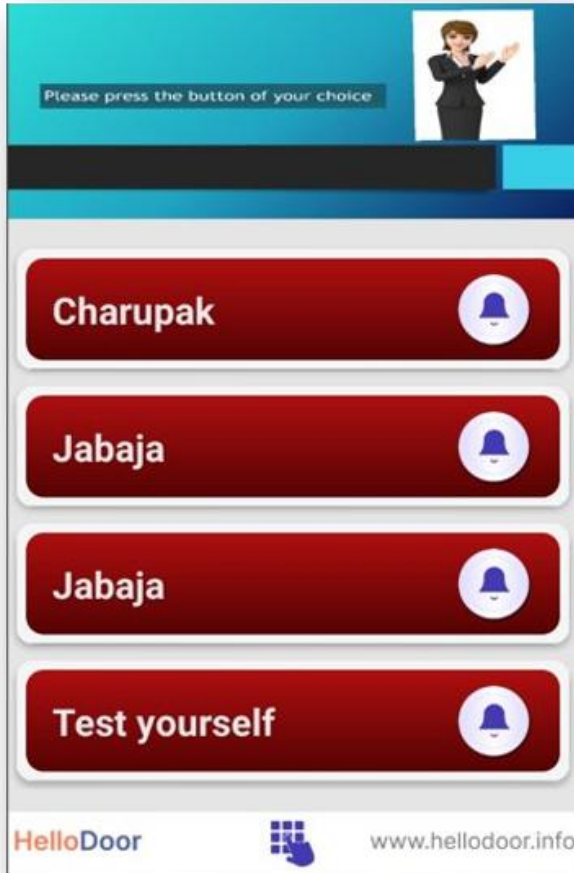 Please press the button of your choice
Charupak
Jabaja
Jabaja
Test yourself
HelloDoor
www.hellodoor.info